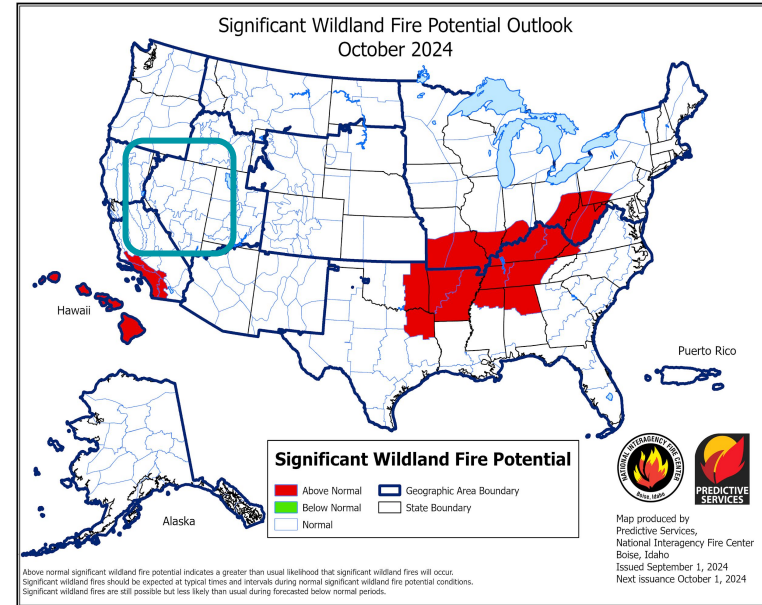 Significant Wildland Fire Potential Outlook
October 2024
Hawaii
Puerto Rico
Alaska
Significant Wildland Fire Potential
Above Normal
Geographic Area Boundary
Below Normal
State Boundary
Normal
NATIONAL INTERAGENCY FIRE CENTER
Boise, Idaho
PREDICTIVE
SERVICES
Map produced by
Predictive Services,
National Interagency Fire Center
Boise, Idaho
Issued September 1, 2024
Next issuance October 1, 2024
Above normal significant wildland fire potential indicates a greater than usual likelihood that significant wildland fires will occur.
Significant wildland fires should be expected at typical times and intervals during normal significant wildland fire potential conditions.
Significant wildland fires are still possible but less likely than usual during forecasted below normal periods.